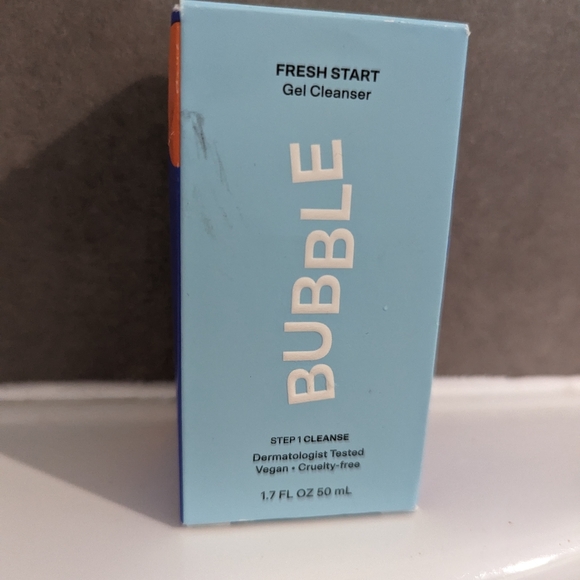 FRESH START
Gel Cleanser
BUBBLE
STEP 1 CLEANSE
Dermatologist Tested
Vegan • Cruelty-free
1.7 FL OZ 50 mL